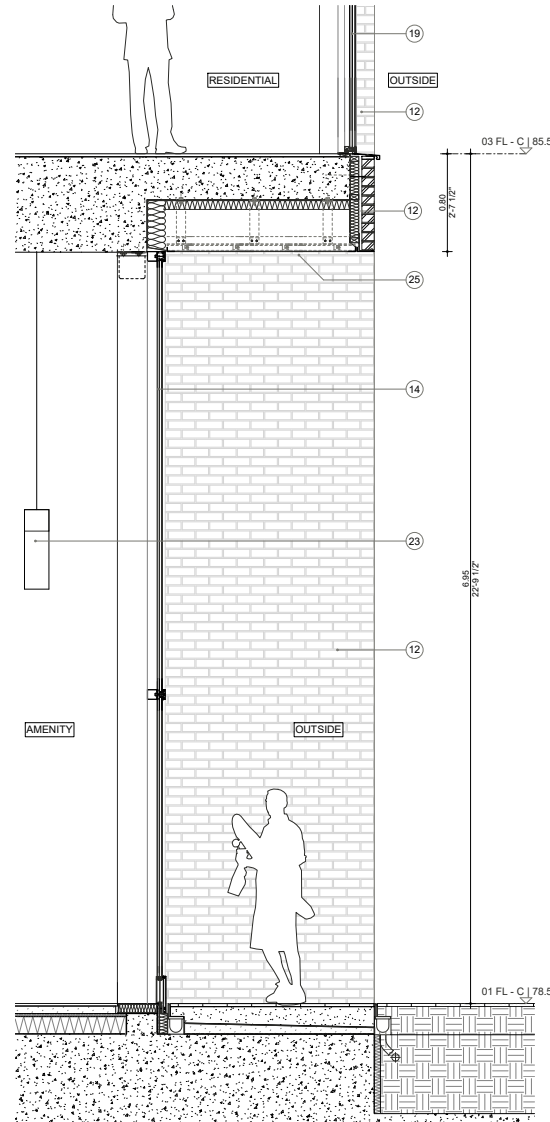 19
RESIDENTIAL
OUTSIDE
12
03 FL - C | 85.5
12
0.80
2'-7 1/2"
25
14
23
6.95
22'-9 1/2"
12
AMENITY
OUTSIDE
01 FL - C | 78.5